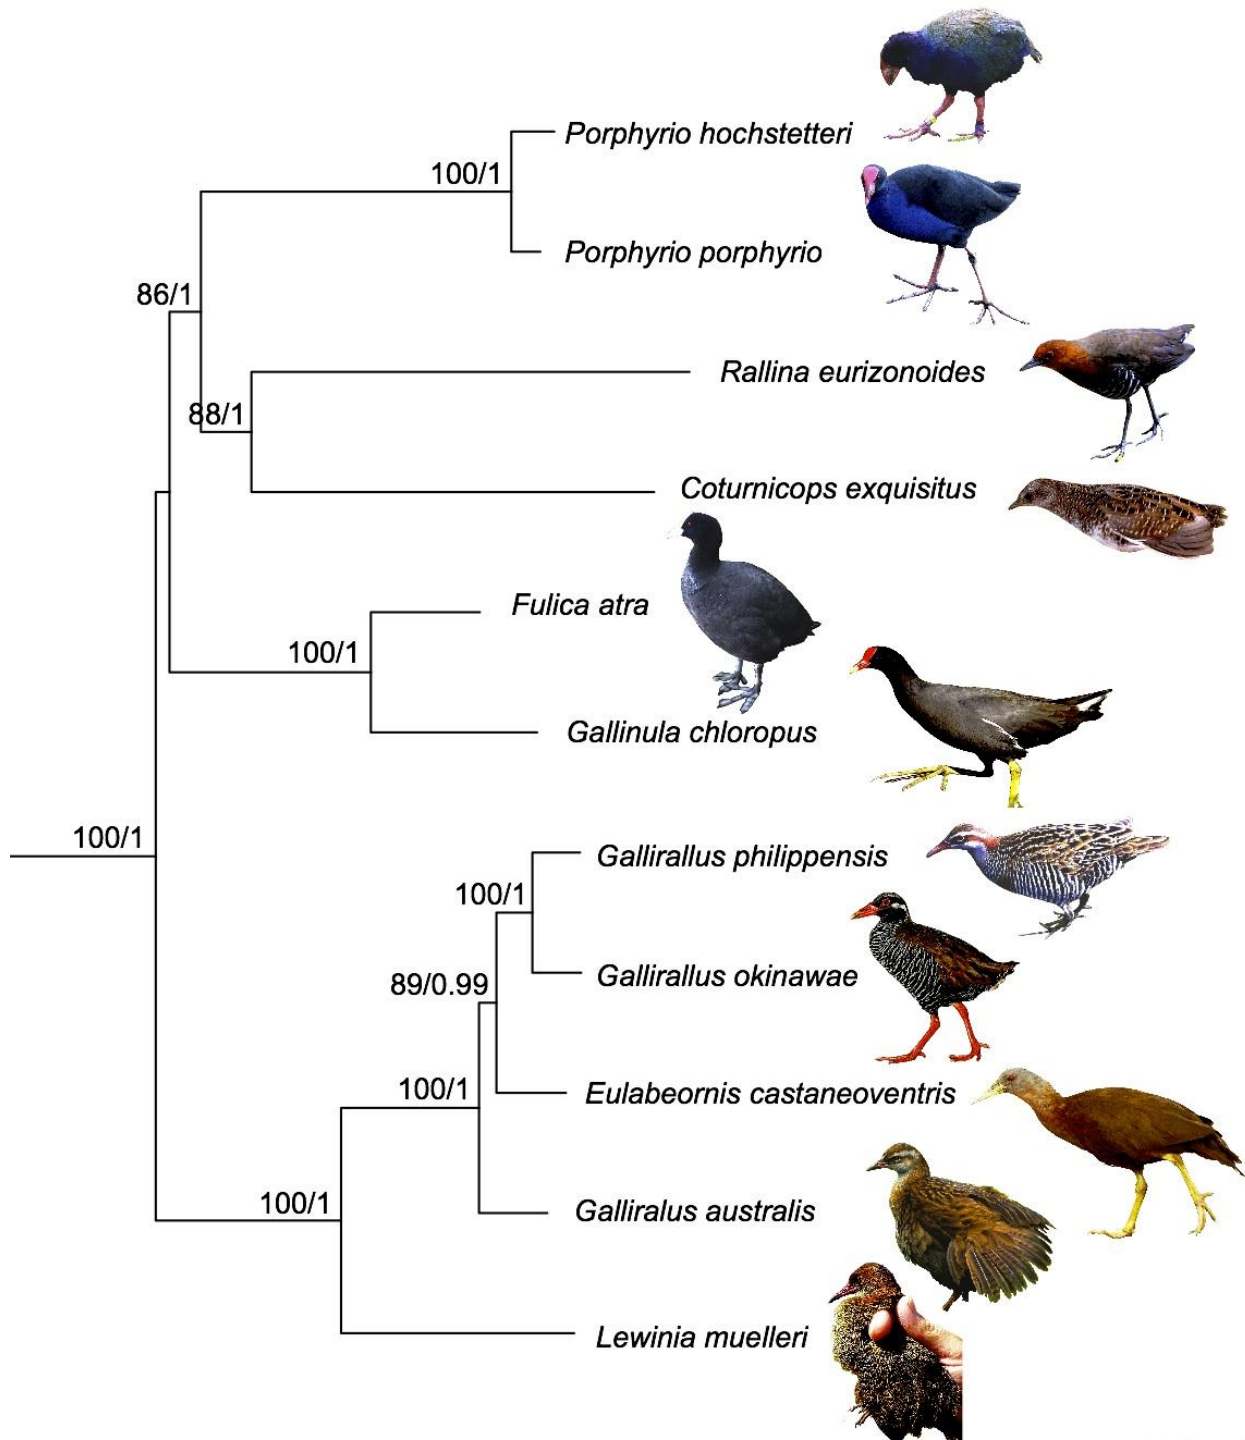 Porphyrio hochstetteri
100/1
Porphyrio porphyrio
86/1
Rallina eurizonoides
88/1
Coturnicops exquisitus
Fulica atra
100/1
Gallinula chloropus
100/1
Gallirallus philippensis
100/1
Gallirallus okinawae
89/0.99
Eulabeornis castaneoventris
100/1
Galliralus australis
100/1
Lewinia muelleri